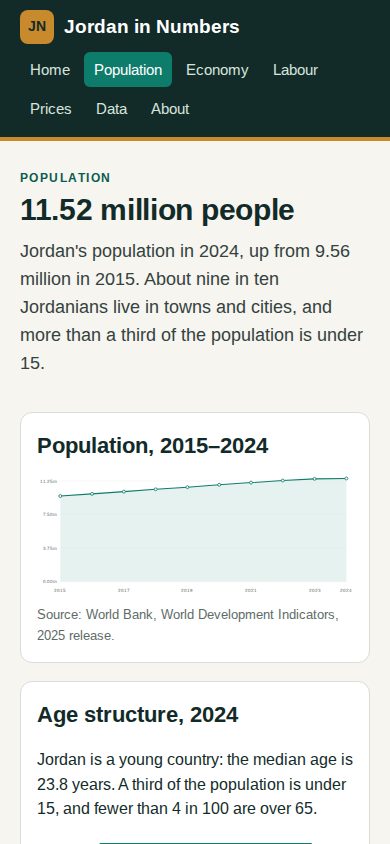 JN Jordan in Numbers
Home Population Economy Labour
Prices Data About
POPULATION
11.52 million people
Jordan's population in 2024, up from 9.56
million in 2015. About nine in ten
Jordanians live in towns and cities, and
more than a third of the population is under
15.
Population, 2015–2024
11.25m
7.50m
3.75m
0.00m
2015 2017 2019 2021 2023 2024
Source: World Bank, World Development Indicators,
2025 release.
Age structure, 2024
Jordan is a young country: the median age is
23.8 years. A third of the population is under
15, and fewer than 4 in 100 are over 65.